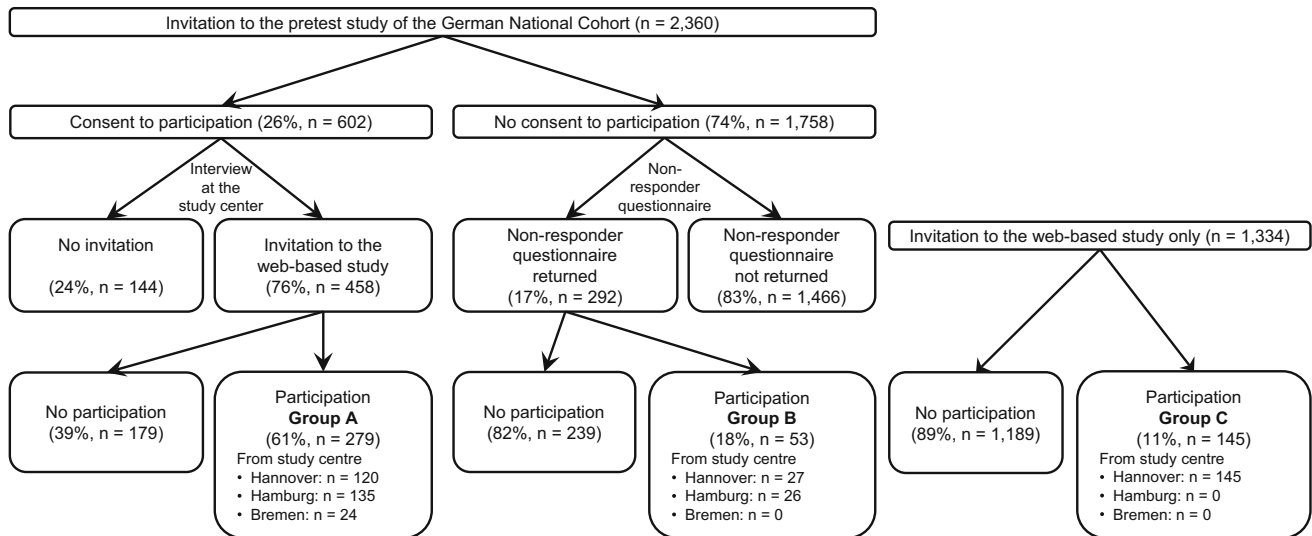 Invitation to the pretest study of the German National Cohort (n = 2,360)
Consent to participation (26%, n = 602)
No consent to participation (74%, n = 1,758)
Interview
at the
study center
Non-
responder
questionnaire
No invitation
(24%, n = 144)
Invitation to the
web-based study
(76%, n = 458)
Non-responder
questionnaire
returned
(17%, n = 292)
Non-responder
questionnaire
not returned
(83%, n = 1,466)
Invitation to the web-based study only (n = 1,334)
No participation
(39%, n = 179)
Participation
Group A
(61%, n = 279)
From study centre
• Hannover: n = 120
• Hamburg: n = 135
• Bremen: n = 24
No participation
(82%, n = 239)
Participation
Group B
(18%, n = 53)
From study centre
• Hannover: n = 27
• Hamburg: n = 26
• Bremen: n = 0
No participation
(89%, n = 1,189)
Participation
Group C
(11%, n = 145)
From study centre
• Hannover: n = 145
• Hamburg: n = 0
• Bremen: n = 0